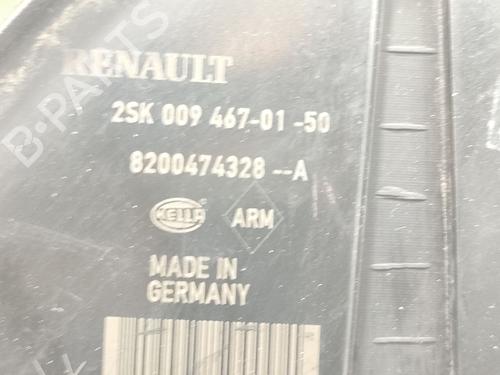 RENAULT
2SK 009 467-01 -50
8200474328 --A
HELLA ARM
MADE IN
GERMANY
B-PARTS